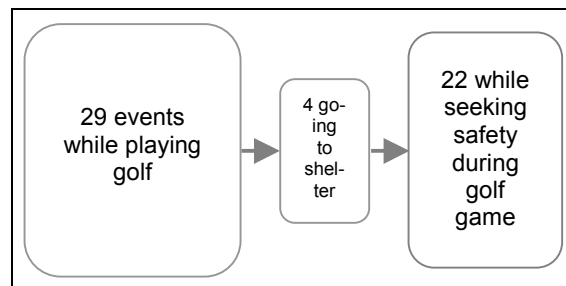 29 events
while playing
golf
4 go-
ing
to
shel-
ter
22 while
seeking
safety
during
golf
game